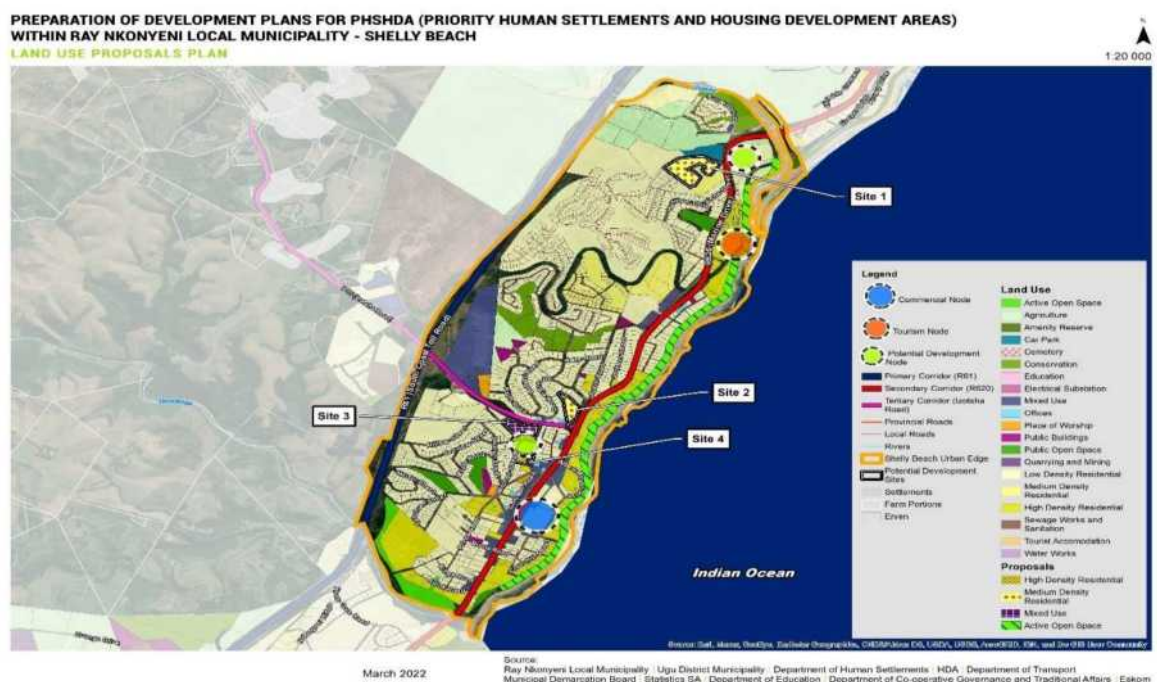 PREPARATION OF DEVELOPMENT PLANS FOR PHSHDA (PRIORITY HUMAN SETTLEMENTS AND HOUSING DEVELOPMENT AREAS)
WITHIN RAY NKONYENI LOCAL MUNICIPALITY - SHELLY BEACH
LAND USE PROPOSALS PLAN
N
1:20 000
Site 1
Site 2
Site 3
Site 4
Indian Ocean
Legend
Commercial Node
Tourism Node
Potential Development
Node
Primary Corridor (R61)
Secondary Corridor (R620)
Tertiary Corridor (Izotsha
Road)
Provincial Roads
Local Roads
Rivers
Shelly Beach Urban Edge
Potential Development
Sites
Settlements
Farm Portions
Erven
Land Use
Active Open Space
Agriculture
Amenity Reserve
Car Park
Cemetery
Conservation
Education
Electrical Substation
Mixed Use
Offices
Place of Worship
Public Buildings
Public Open Space
Quarrying and Mining
Low Density Residential
Medium Density
Residential
High Density Residential
Sewage Works and
Sanitation
Tourist Accomodation
Water Works
Proposals
High Density Residential
Medium Density
Residential
Mixed Use
Active Open Space
March 2022
Source:
Ray Nkonyeni Local Municipality | Ugu District Municipality | Department of Human Settlements | HDA | Department of Transport
Municipal Demarcation Board | Statistics SA | Department of Education | Department of Co-operative Governance and Traditional Affairs | Eskom